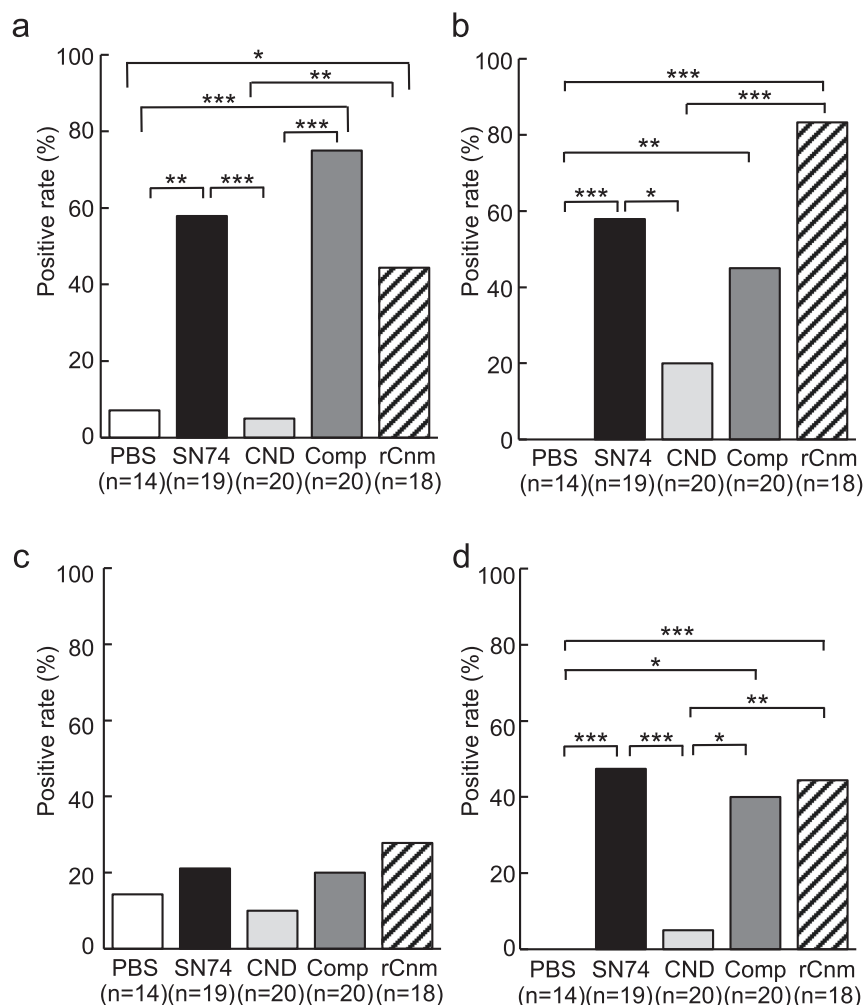 a
Positive rate (%)
100
80
60
40
20
0
*
**
***
***
**
***
PBS SN74 CND Comp rCnm
(n=14)(n=19)(n=20)(n=20)(n=18)
b
Positive rate (%)
100
80
60
40
20
0
***
***
**
***
*
PBS SN74 CND Comp rCnm
(n=14)(n=19)(n=20)(n=20)(n=18)
c
Positive rate (%)
100
80
60
40
20
0
PBS SN74 CND Comp rCnm
(n=14)(n=19)(n=20)(n=20)(n=18)
d
Positive rate (%)
100
80
60
40
20
0
***
*
**
***
***
*
PBS SN74 CND Comp rCnm
(n=14)(n=19)(n=20)(n=20)(n=18)